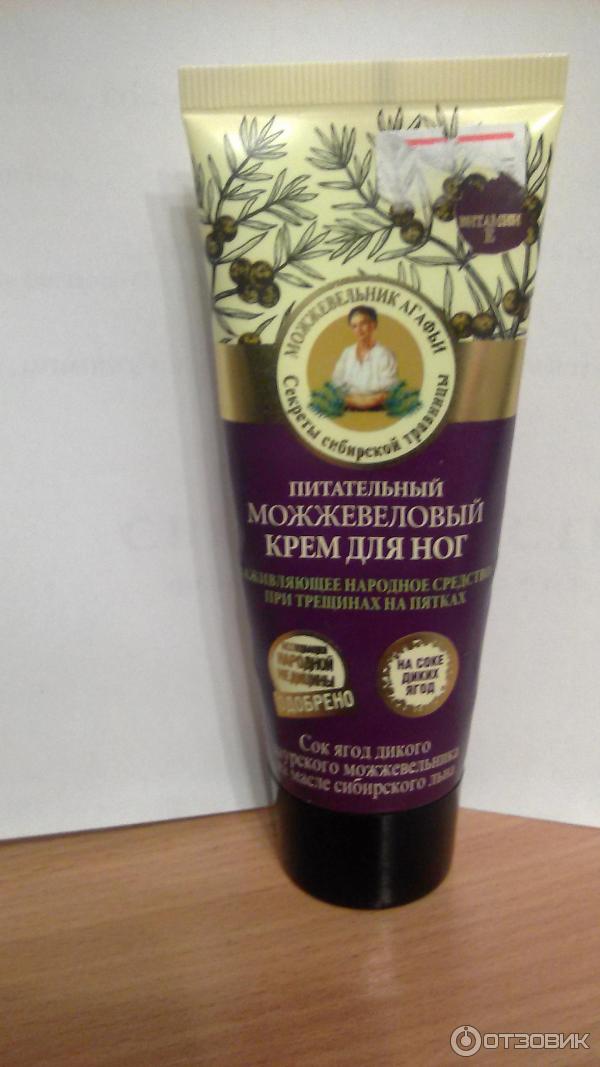 ВИТАМИН
Е
МОЖЖЕВЕЛЬНИК АГАФЬИ
Секреты сибирской травницы
ПИТАТЕЛЬНЫЙ
МОЖЖЕВЕЛОВЫЙ
КРЕМ ДЛЯ НОГ
ЗАЖИВЛЯЮЩЕЕ НАРОДНОЕ СРЕДСТВО
ПРИ ТРЕЩИНАХ НА ПЯТКАХ
НАРОДНОЙ
МЕДИЦИНЫ
ОДОБРЕНО
НА СОКЕ
ДИКИХ
ЯГОД
Сок ягод дикого
можжевельника
масле сибирского льна
ОТЗОВИК